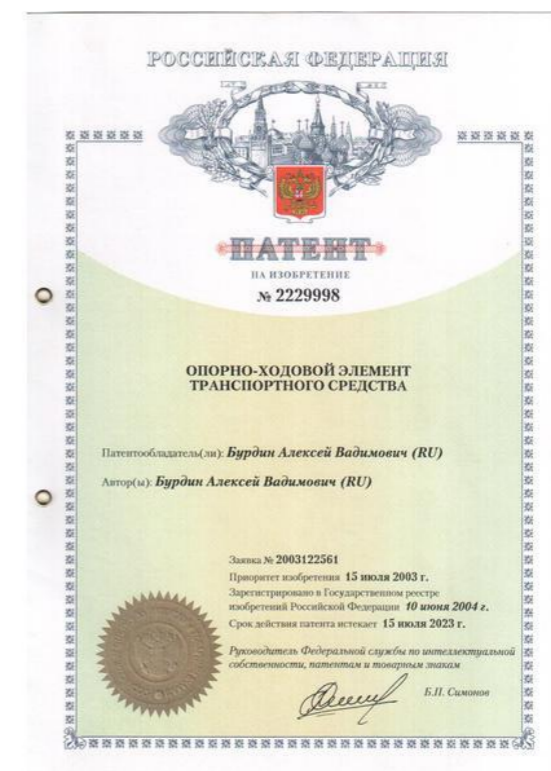 РОССИЙСКАЯ ФЕДЕРАЦИЯ
ПАТЕНТ
НА ИЗОБРЕТЕНИЕ
№ 2229998
ОПОРНО-ХОДОВОЙ ЭЛЕМЕНТ
ТРАНСПОРТНОГО СРЕДСТВА
Патентообладатель(ли): Бурдин Алексей Вадимович (RU)
Автор(ы): Бурдин Алексей Вадимович (RU)
Заявка № 2003122561
Приоритет изобретения 15 июля 2003 г.
Зарегистрировано в Государственном реестре
изобретений Российской Федерации 10 июня 2004 г.
Срок действия патента истекает 15 июля 2023 г.
Руководитель Федеральной службы по интеллектуальной
собственности, патентам и товарным знакам
Б.П. Симонов